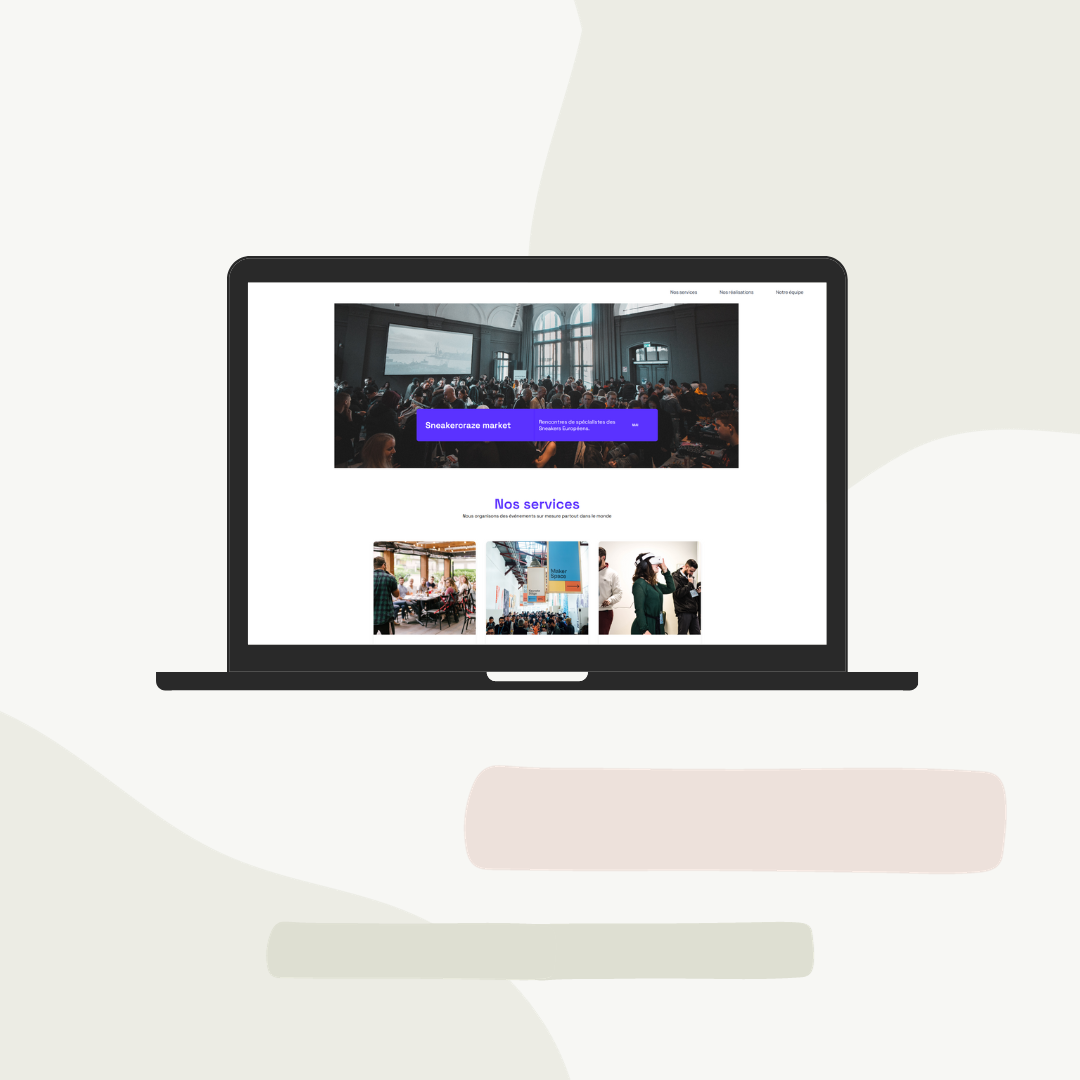 Nos services Nos réalisations Notre équipe
Sneakercraze market
Rencontres de spécialistes des
Sneakers Européens.
Nos services
Nous organisons des événements sur mesure partout dans le monde
Maker
Space